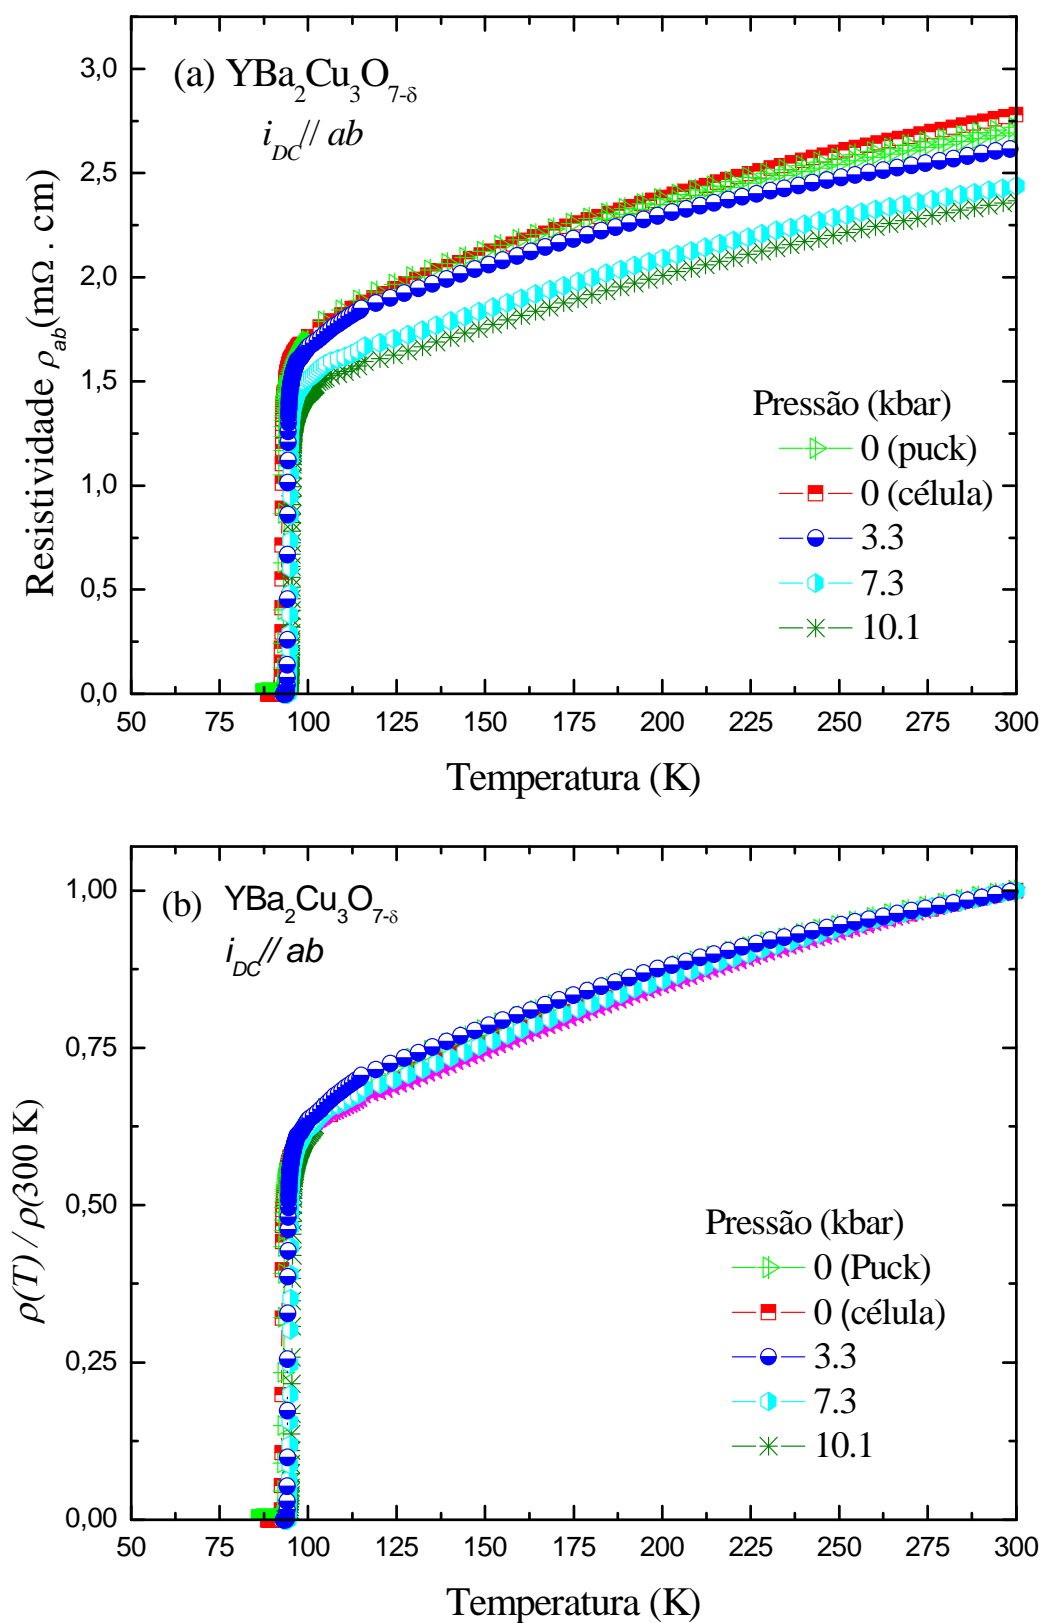 (a) YBa₂Cu₃O₇₋δ
i_DC // ab
Resistividade ρ_ab (mΩ . cm)
3,0
2,5
2,0
1,5
1,0
0,5
0,0
Pressão (kbar)
0 (puck)
0 (célula)
3.3
7.3
10.1
50 75 100 125 150 175 200 225 250 275 300
Temperatura (K)
(b) YBa₂Cu₃O₇₋δ
i_DC // ab
ρ(T) / ρ(300 K)
1,00
0,75
0,50
0,25
0,00
Pressão (kbar)
0 (Puck)
0 (célula)
3.3
7.3
10.1
50 75 100 125 150 175 200 225 250 275 300
Temperatura (K)